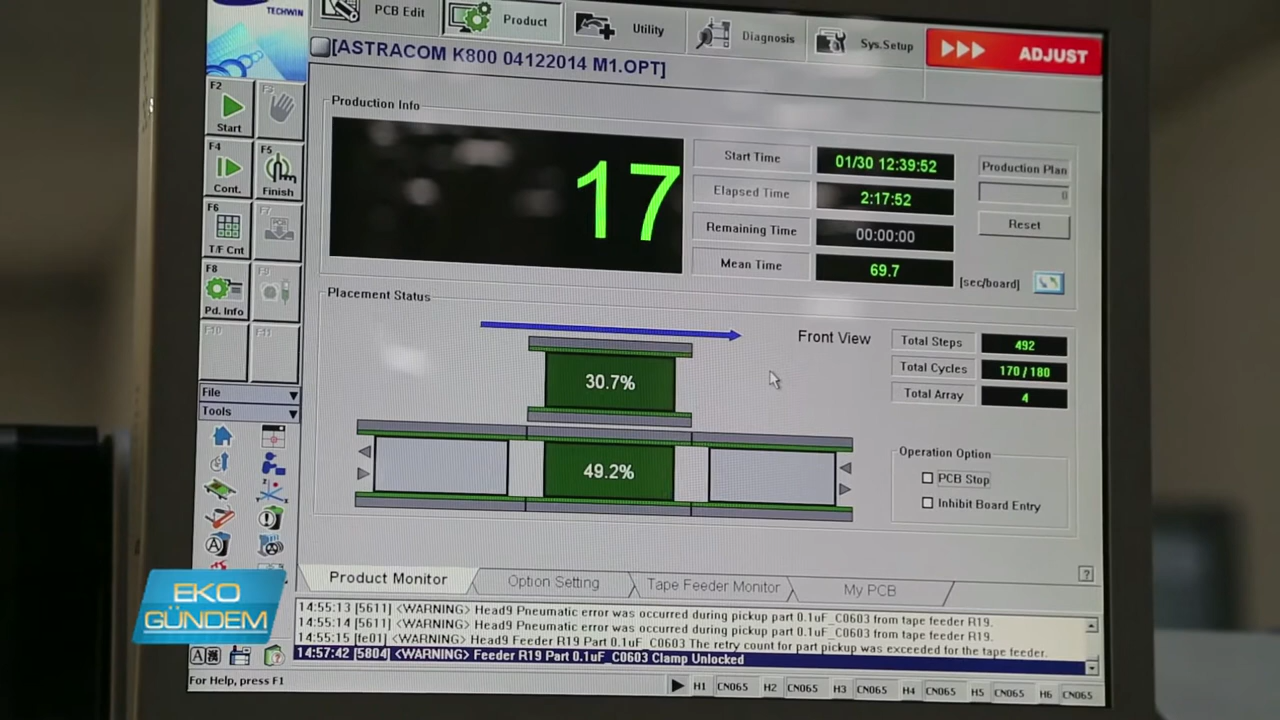 TECHWIN
PCB Edit
Product
Utility
Diagnosis
Sys.Setup
ADJUST
[ASTRACOM K800 04122014 M1.OPT]
F2
Start
F3
F4
Cont.
F5
Finish
F6
T/F Cnt
F7
F8
Pd. Info
F9
F10
F11
File
Tools
Production Info
17
Start Time
01/30 12:39:52
Elapsed Time
2:17:52
Remaining Time
00:00:00
Mean Time
69.7
[sec/board]
Production Plan
0
Reset
Placement Status
Front View
30.7%
49.2%
Total Steps
492
Total Cycles
170 / 180
Total Array
4
Operation Option
PCB Stop
Inhibit Board Entry
Product Monitor
Option Setting
Tape Feeder Monitor
My PCB
?
14:55:13 [5611] <WARNING> Head9 Pneumatic error was occurred during pickup part 0.1uF_C0603 from tape feeder R19.
14:55:14 [5611] <WARNING> Head9 Pneumatic error was occurred during pickup part 0.1uF_C0603 from tape feeder R19.
14:55:15 [fe01] <WARNING> Head9 Feeder R19 Part 0.1uF_C0603 The retry count for part pickup was exceeded for the tape feeder.
14:57:42 [5804] <WARNING> Feeder R19 Part 0.1uF_C0603 Clamp Unlocked
For Help, press F1
H1 CN065 H2 CN065 H3 CN065 H4 CN065 H5 CN065 H6 CN065
EKO
GÜNDEM